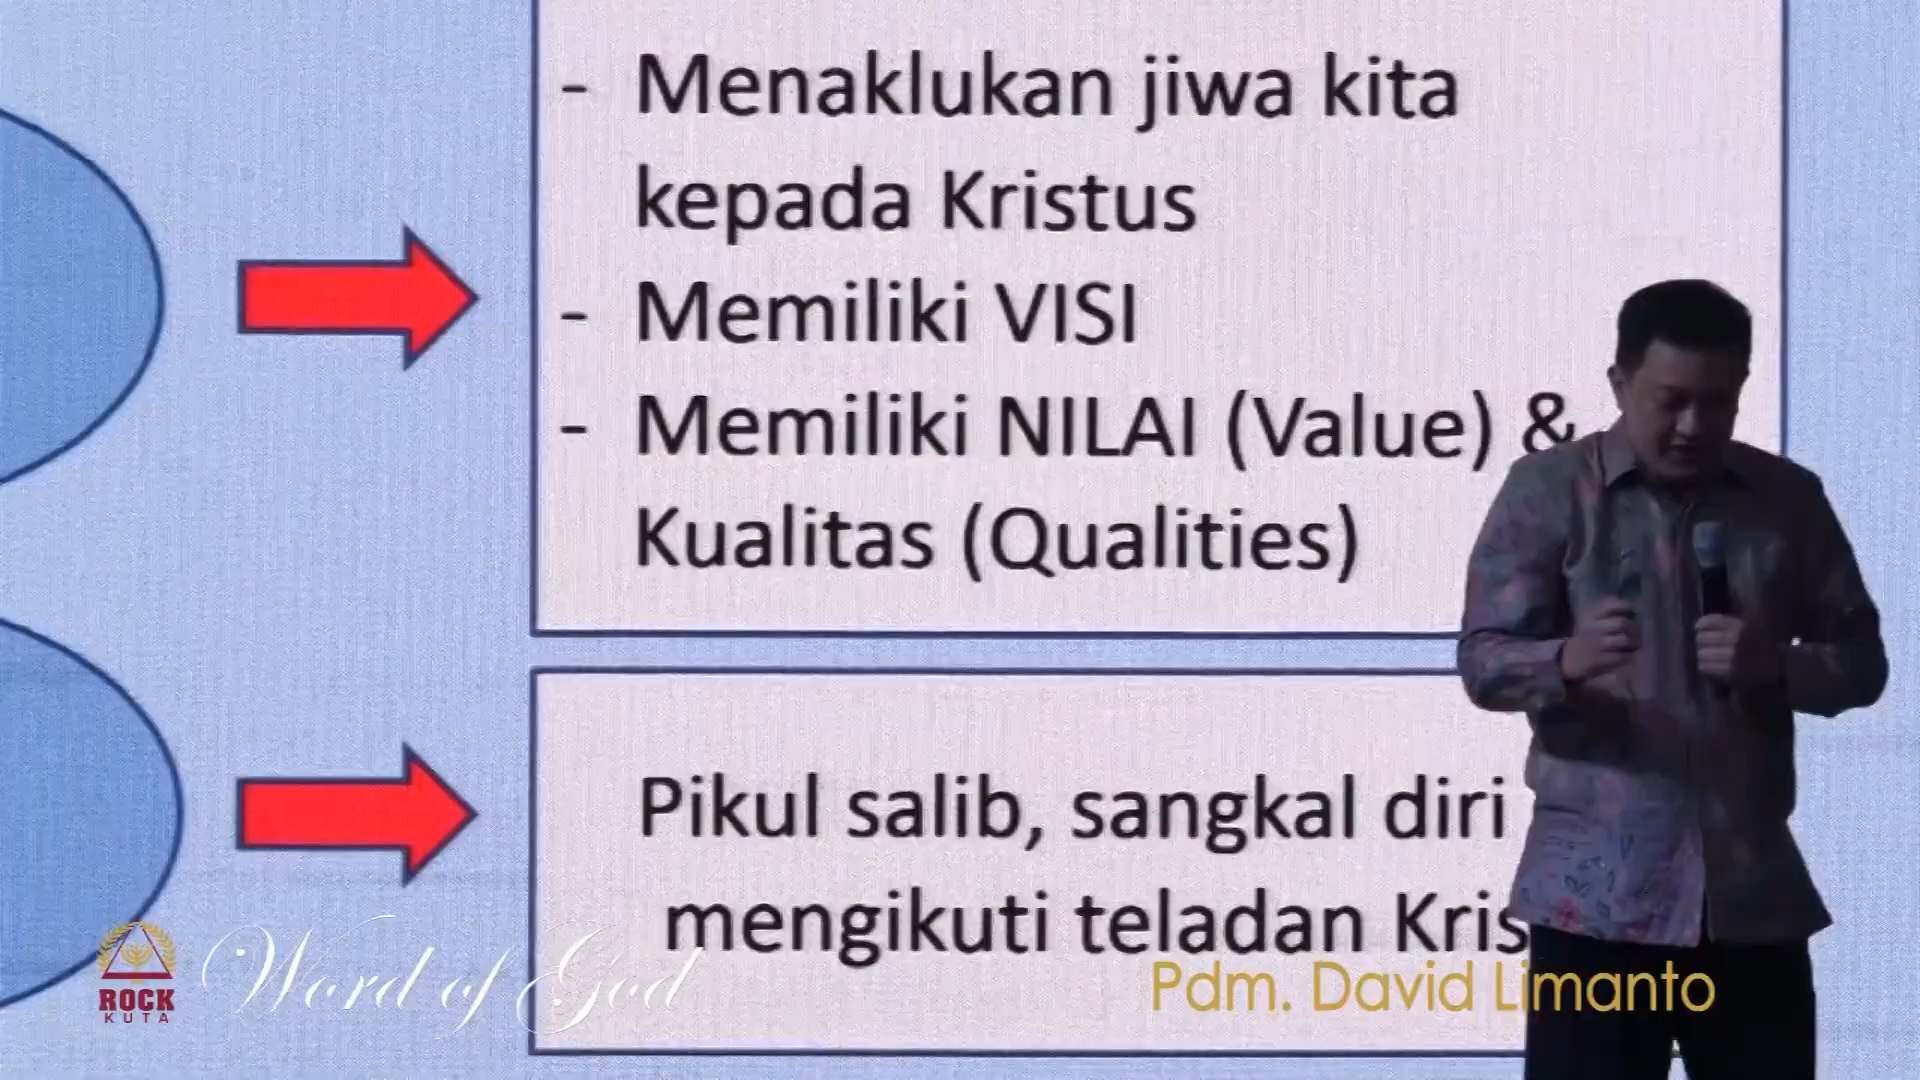 - Menaklukan jiwa kita
kepada Kristus
- Memiliki VISI
- Memiliki NILAI (Value) &
Kualitas (Qualities)
Pikul salib, sangkal diri
mengikuti teladan Kris
ROCK
KUTA
Word of God
Pdm. David Limanto